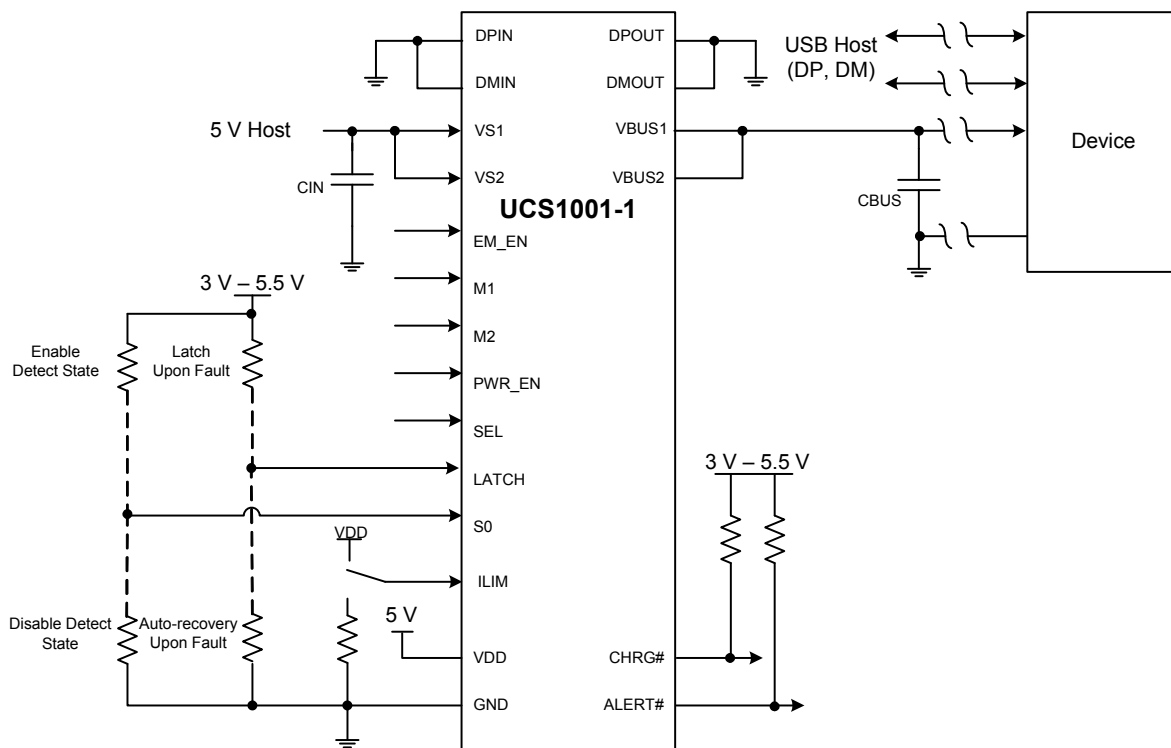 DPIN
DMIN
5 V Host
VS1
CIN
VS2
UCS1001-1
EM_EN
M1
M2
PWR_EN
SEL
LATCH
S0
ILIM
VDD
GND
3 V – 5.5 V
Enable
Detect State
Latch
Upon Fault
Disable Detect
State
Auto-recovery
Upon Fault
VDD
5 V
DPOUT
DMOUT
VBUS1
VBUS2
USB Host
(DP, DM)
CBUS
Device
3 V – 5.5 V
CHRG#
ALERT#